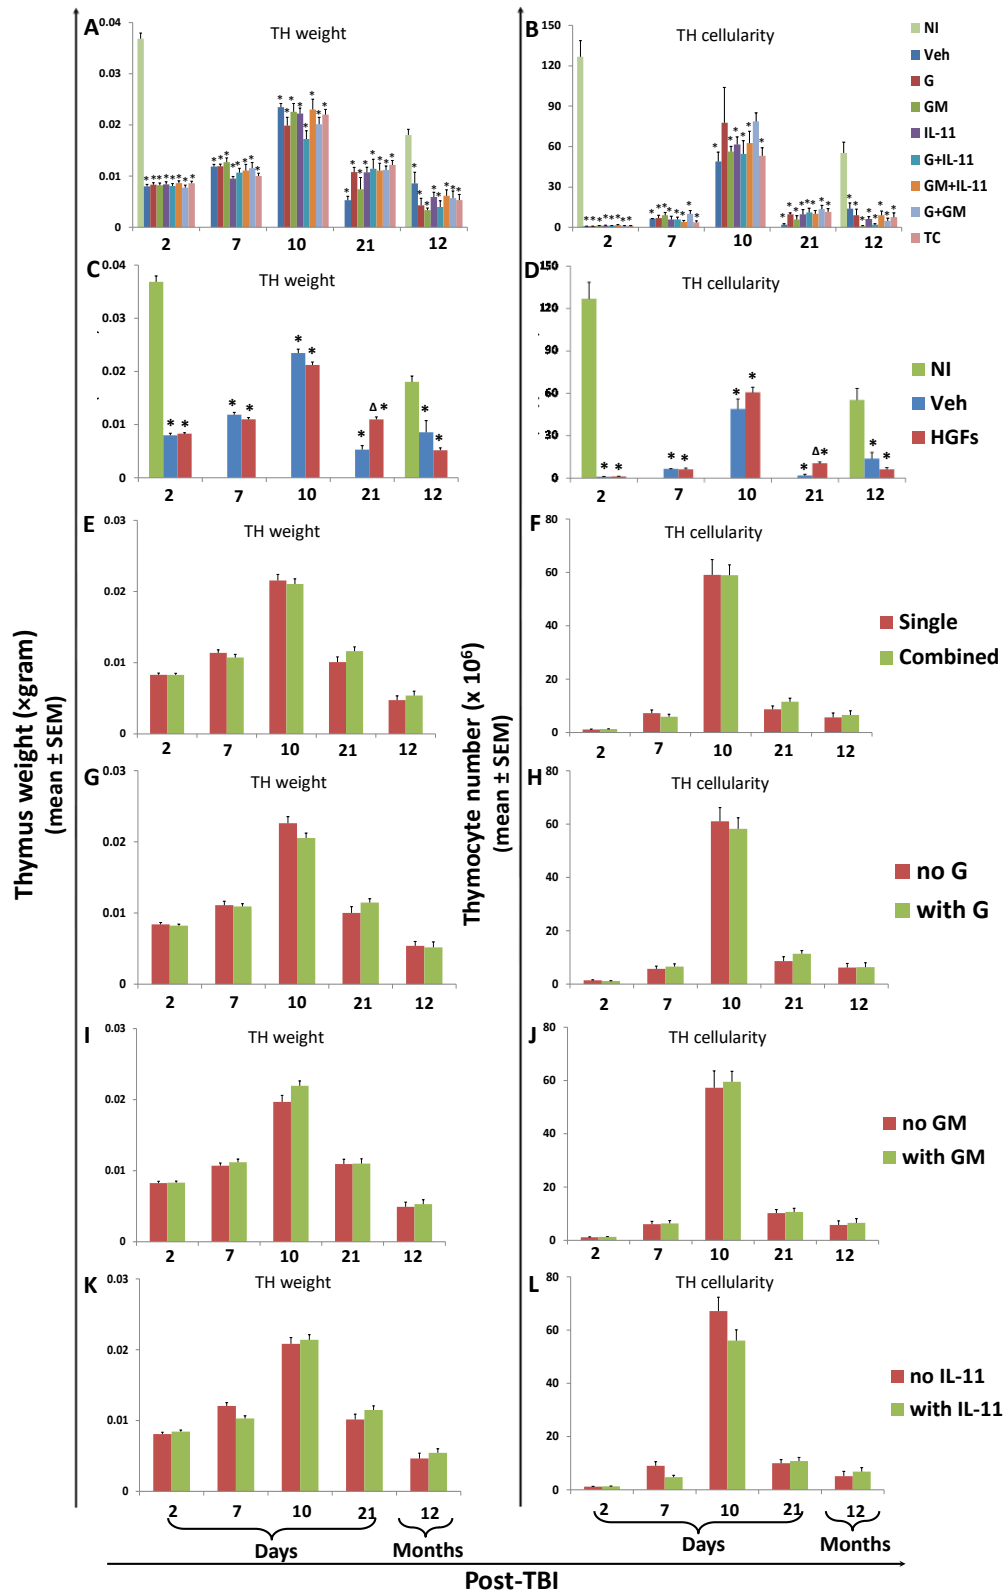 A
TH weight
0.04
0.03
0.02
0.01
0
2 7 10 21 12
B
TH cellularity
150
120
90
60
30
0
2 7 10 21 12
NI
Veh
G
GM
IL-11
G+IL-11
GM+IL-11
G+GM
TC
C
TH weight
0.04
0.03
0.02
0.01
0
* * * * * * Δ * * *
2 7 10 21 12
D
TH cellularity
150
120
90
60
30
0
* * * * * * * Δ* * *
2 7 10 21 12
NI
Veh
HGFs
E
TH weight
0.03
0.02
0.01
0
2 7 10 21 12
F
TH cellularity
80
60
40
20
0
2 7 10 21 12
Single
Combined
G
TH weight
0.03
0.02
0.01
0
2 7 10 21 12
H
TH cellularity
80
60
40
20
0
2 7 10 21 12
no G
with G
I
TH weight
0.03
0.02
0.01
0
2 7 10 21 12
J
TH cellularity
80
60
40
20
0
2 7 10 21 12
no GM
with GM
K
TH weight
0.03
0.02
0.01
0
2 7 10 21 12
L
TH cellularity
80
60
40
20
0
2 7 10 21 12
no IL-11
with IL-11
Thymus weight (×gram)
(mean ± SEM)
Thymocyte number (x 10⁶)
(mean ± SEM)
Days Months Days Months
Post-TBI